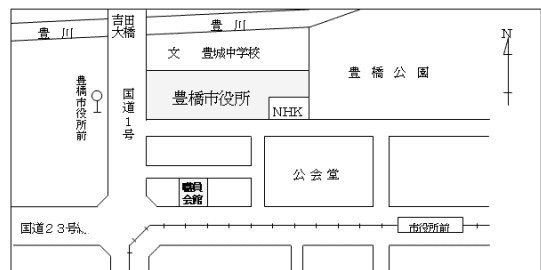 豊 川
吉田
大橋
豊 川
N
文 豊城中学校
豊 橋 公 園
豊橋市役所前
国道1号
豊橋市役所
NHK
公 会 堂
職員
会館
国道23号
市役所前